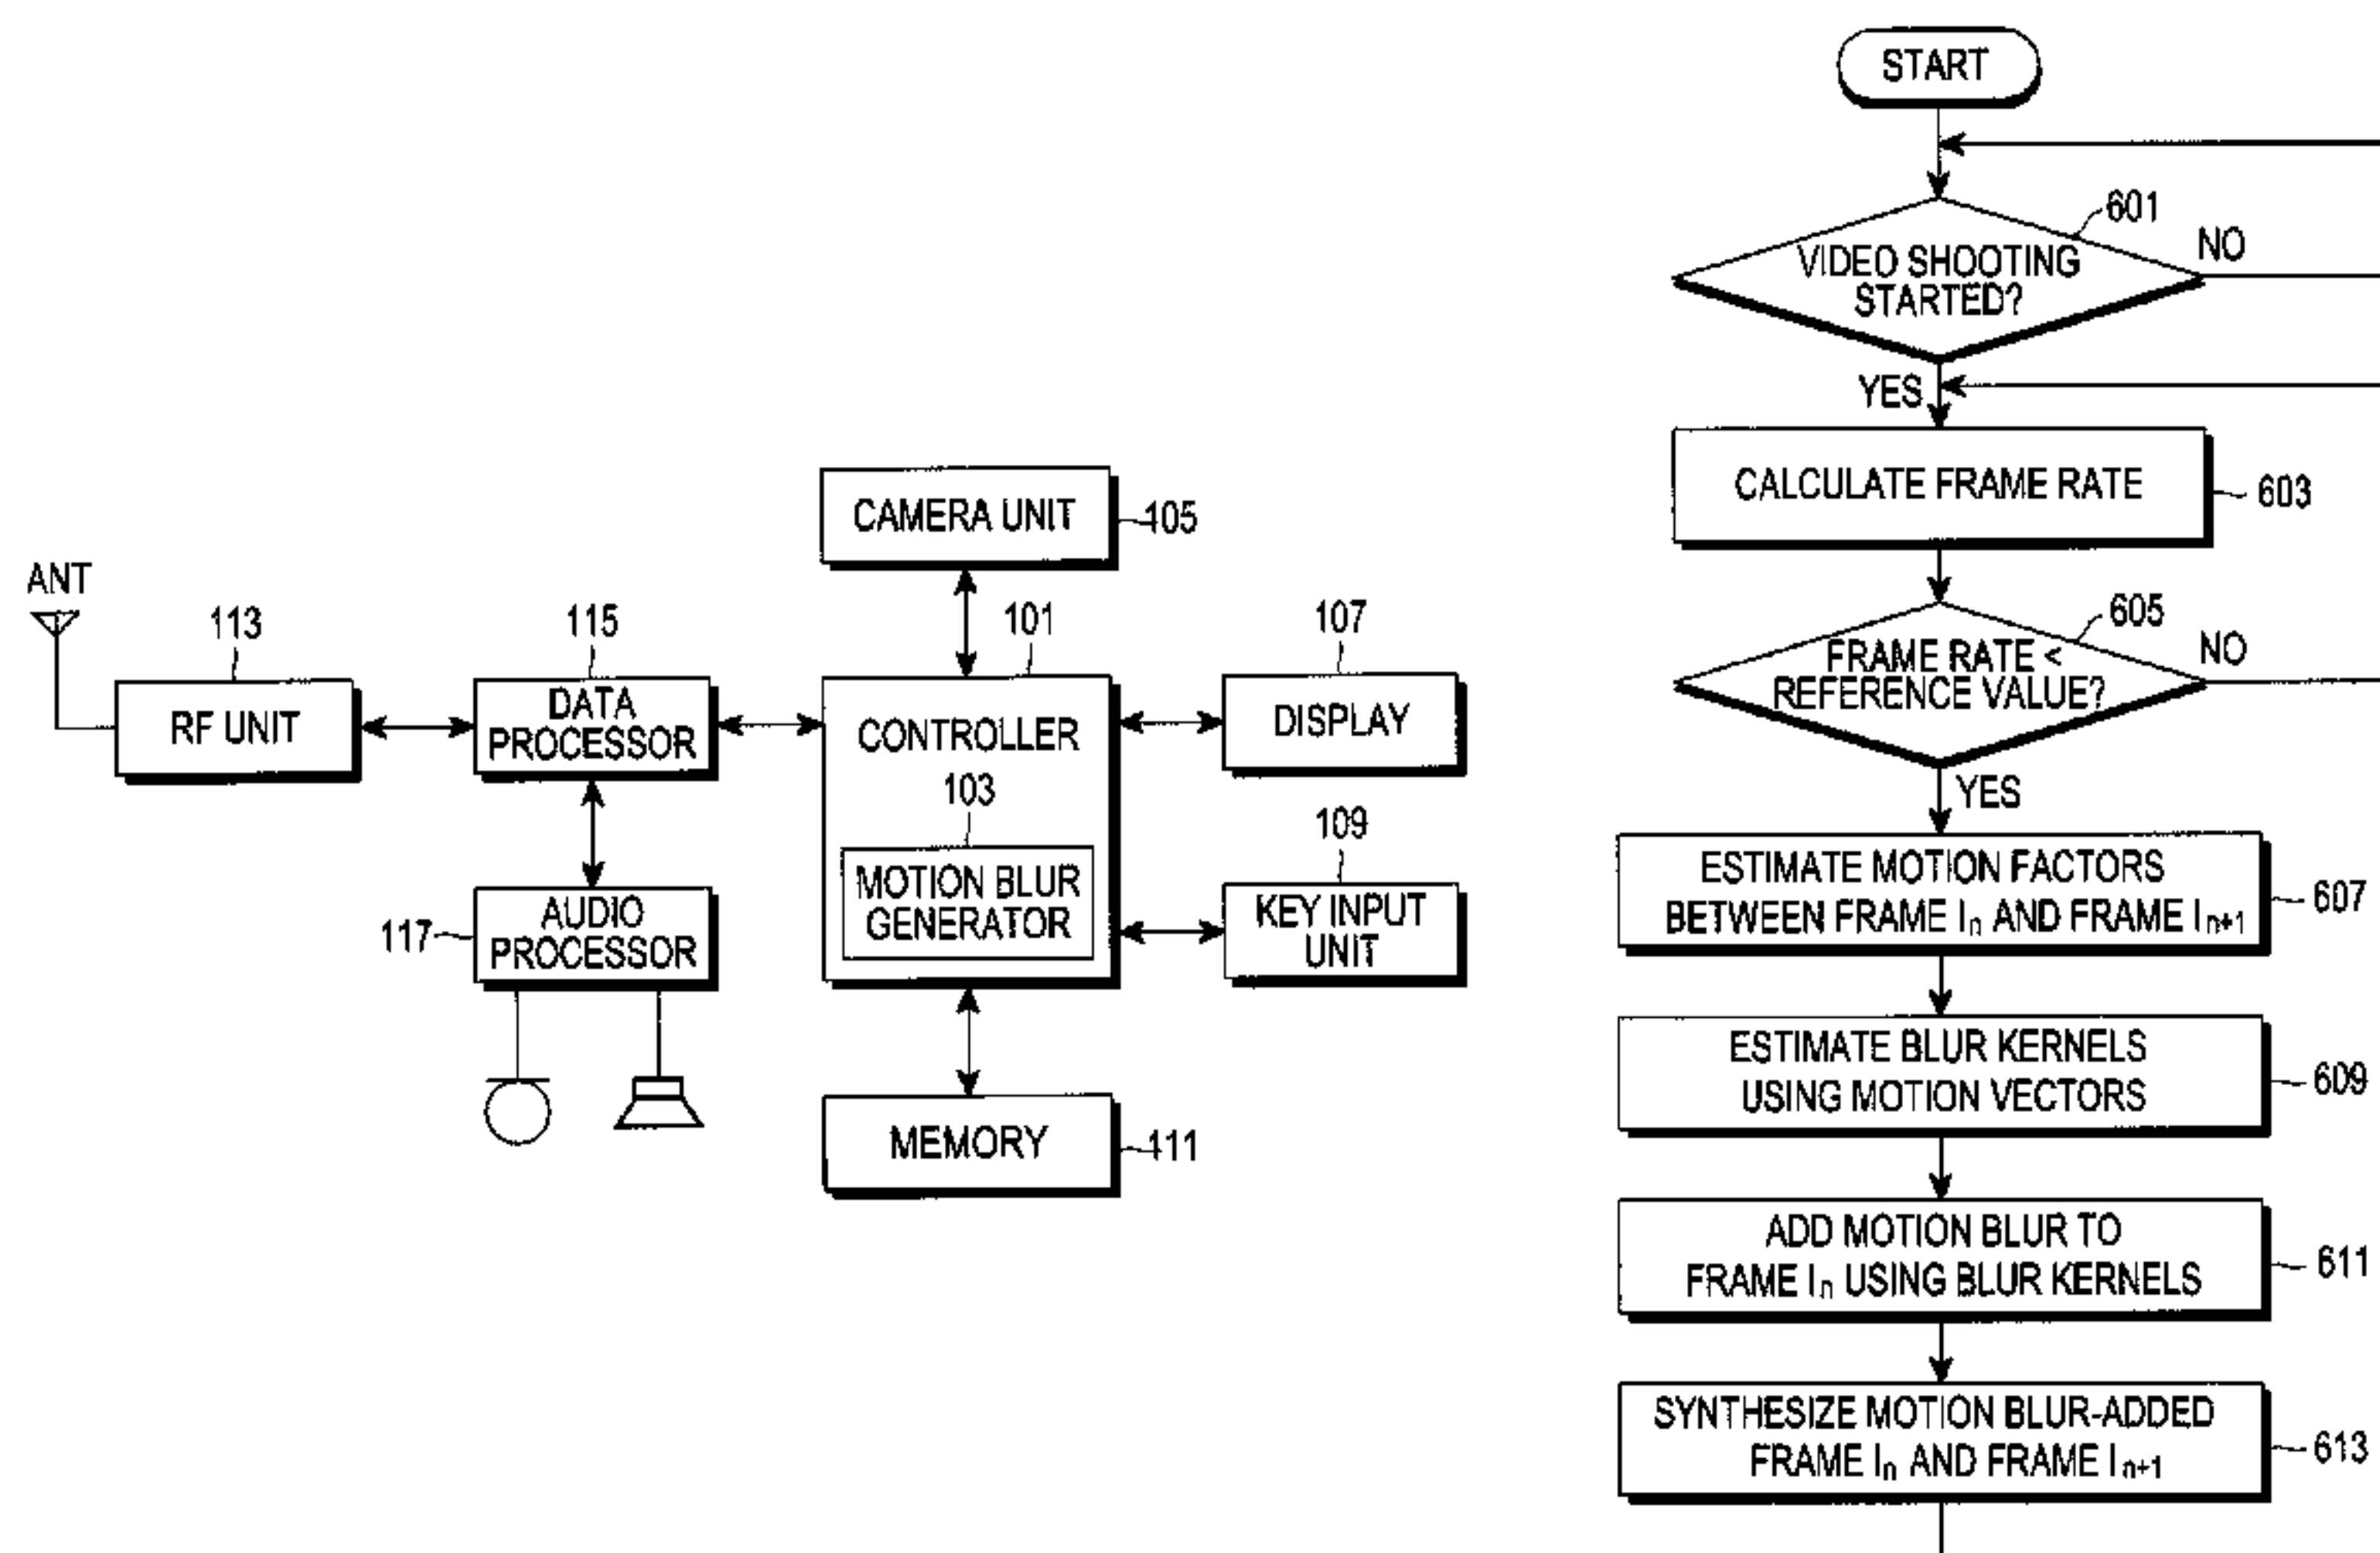 CAMERA UNIT
105
ANT
113
115
101
107
RF UNIT
DATA
PROCESSOR
CONTROLLER
DISPLAY
103
109
MOTION BLUR
GENERATOR
117
AUDIO
PROCESSOR
KEY INPUT
UNIT
MEMORY
111
START
601
VIDEO SHOOTING
STARTED?
NO
YES
CALCULATE FRAME RATE
603
605
FRAME RATE <
REFERENCE VALUE?
NO
YES
ESTIMATE MOTION FACTORS
BETWEEN FRAME In AND FRAME In+1
607
ESTIMATE BLUR KERNELS
USING MOTION VECTORS
609
ADD MOTION BLUR TO
FRAME In USING BLUR KERNELS
611
SYNTHESIZE MOTION BLUR-ADDED
FRAME In AND FRAME In+1
613